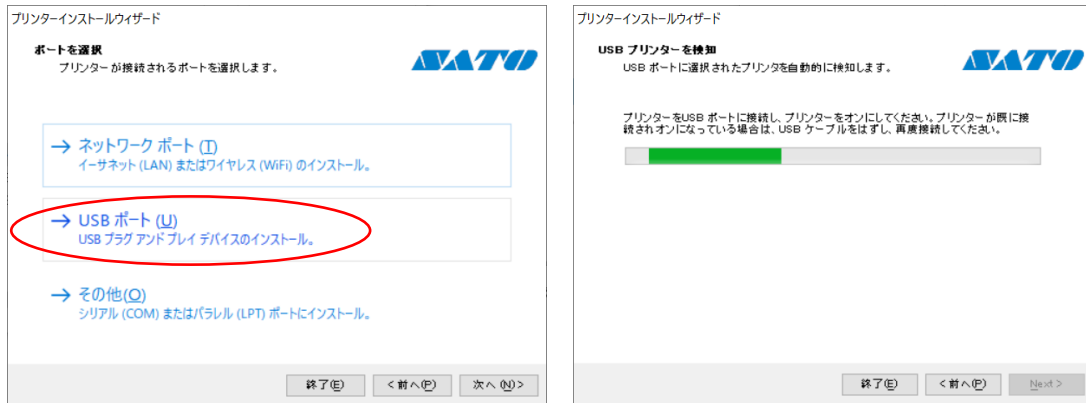 プリンターインストールウィザード
ポートを選択
プリンターが接続されるポートを選択します。
SATO
→ ネットワーク ポート (T)
イーサネット (LAN) またはワイヤレス (WiFi) のインストール。
→ USB ポート (U)
USB プラグ アンド プレイ デバイスのインストール。
→ その他(O)
シリアル (COM) またはパラレル (LPT) ポートにインストール。
終了(E)
<前へ(P)
次へ (N)>
プリンターインストールウィザード
USB プリンターを検知
USB ポートに選択されたプリンタを自動的に検知します。
SATO
プリンターをUSB ポートに接続し、プリンターをオンにしてください。プリンターが既に接
続されオンになっている場合は、USB ケーブルをはずし、再度接続してください。
終了(E)
<前へ(P)
Next >